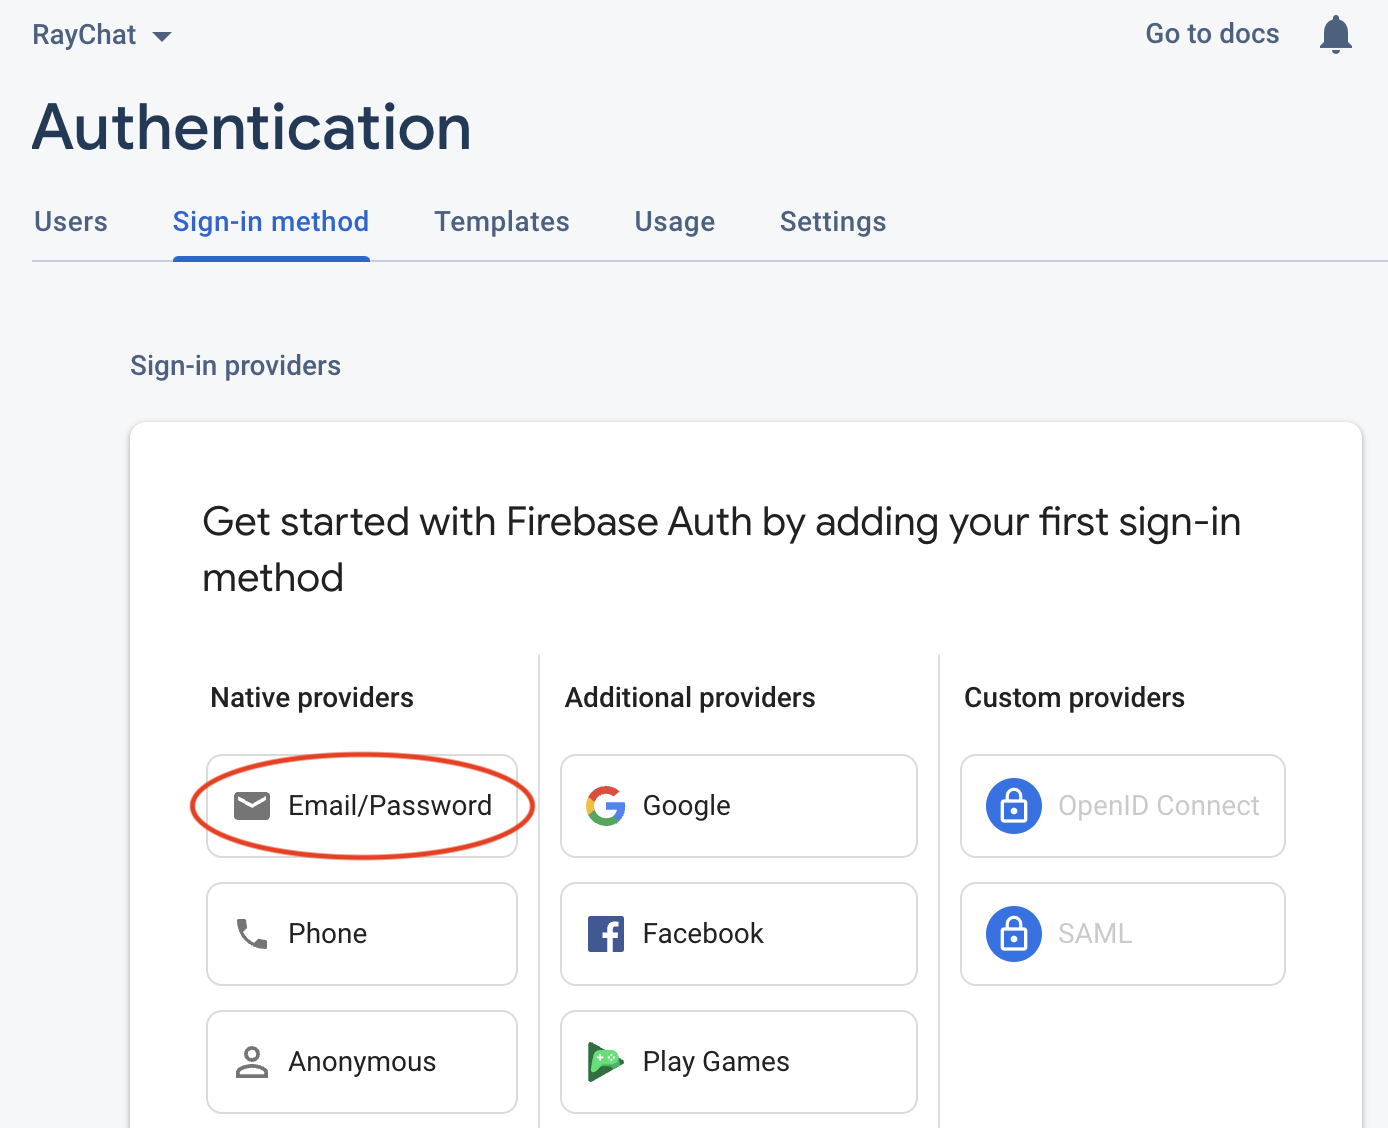 RayChat
Go to docs
Authentication
Users
Sign-in method
Templates
Usage
Settings
Sign-in providers
Get started with Firebase Auth by adding your first sign-in
method
Native providers
Additional providers
Custom providers
Email/Password
Google
OpenID Connect
Phone
Facebook
SAML
Anonymous
Play Games